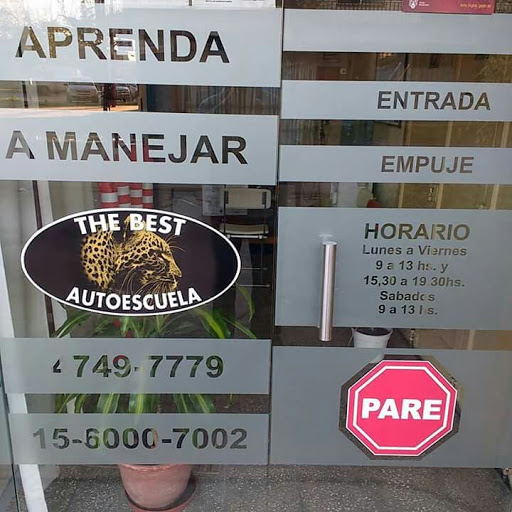 APRENDA
A MANEJAR
THE BEST
AUTOESCUELA
4749-7779
15-6000-7002
ENTRADA
EMPUJE
HORARIO
Lunes a Viernes
9 a 13 hs. y
15,30 a 19,30hs.
Sabados
9 a 13 hs.
PARE